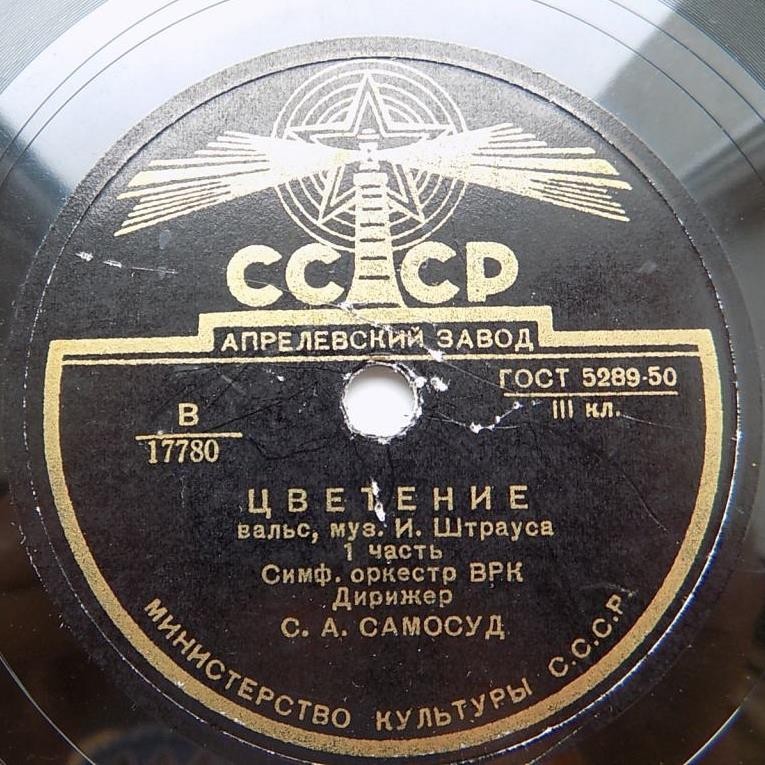 СССР
АПРЕЛЕВСКИЙ ЗАВОД
ГОСТ 5289-50
III кл.
В
17780
ЦВЕТЕНИЕ
вальс, муз. И. Штрауса
1 часть
Симф. оркестр ВРК
Дирижер
С. А. САМОСУД
МИНИСТЕРСТВО КУЛЬТУРЫ С.С.С.Р.